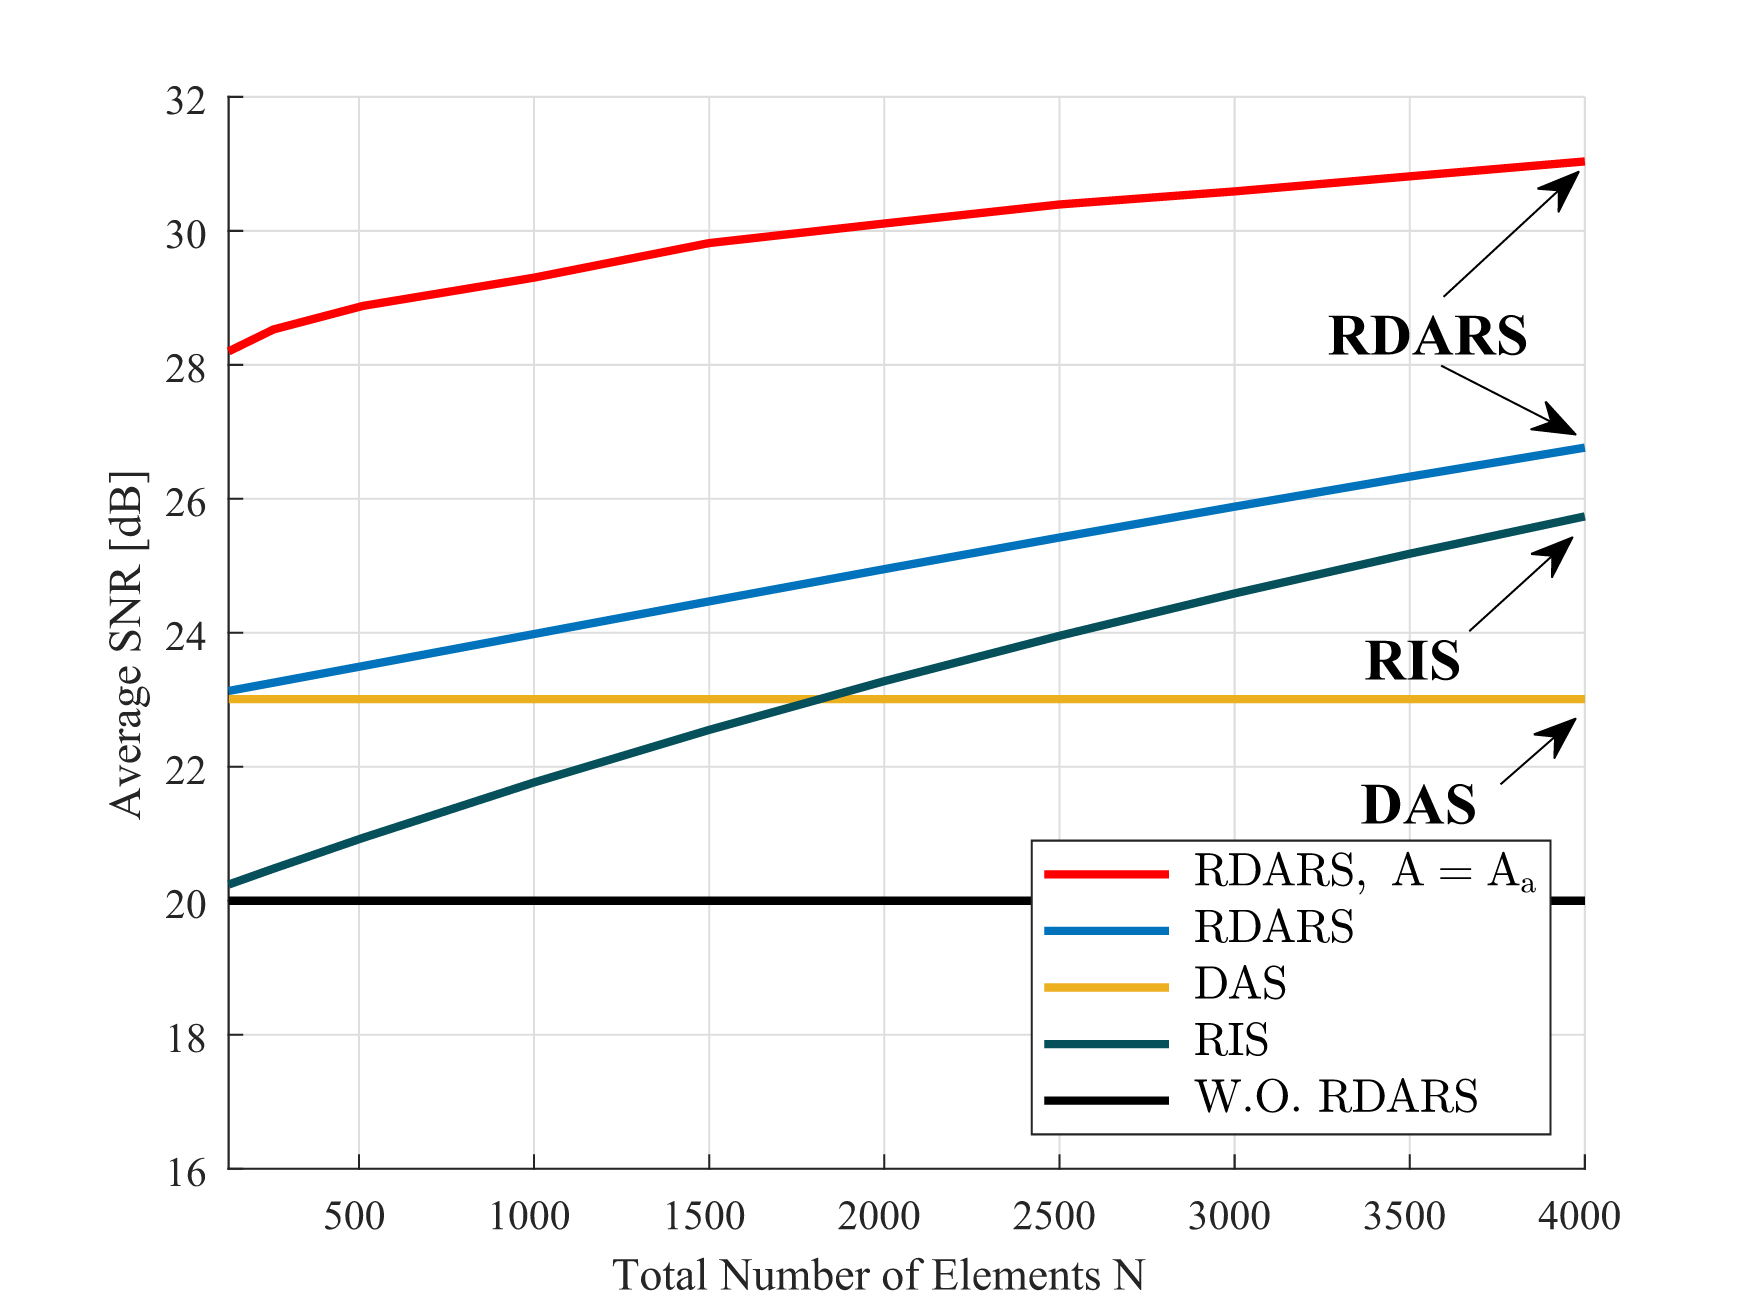 32
30
28
26
24
22
20
18
16
Average SNR [dB]
RDARS
RIS
DAS
RDARS, A = Aₐ
RDARS
DAS
RIS
W.O. RDARS
500 1000 1500 2000 2500 3000 3500 4000
Total Number of Elements N